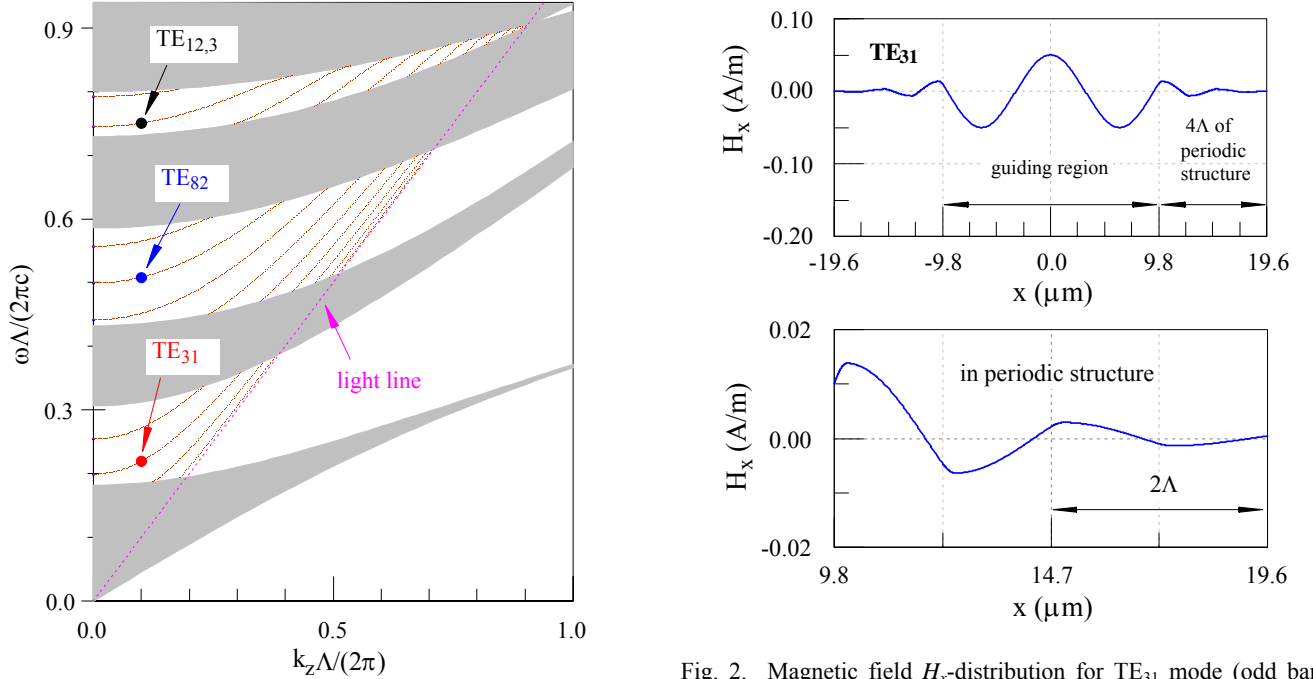 0.9
0.6
0.3
0.0
ωΛ/(2πc)
TE12,3
TE82
TE31
light line
0.0 0.5 1.0
kzΛ/(2π)
0.10
0.00
-0.10
-0.20
Hx (A/m)
TE31
guiding region
4Λ of
periodic
structure
-19.6 -9.8 0.0 9.8 19.6
x (μm)
0.02
0.00
-0.02
Hx (A/m)
in periodic structure
2Λ
9.8 14.7 19.6
x (μm)
Fig. 2. Magnetic field Hx-distribution for TE31 mode (odd bar